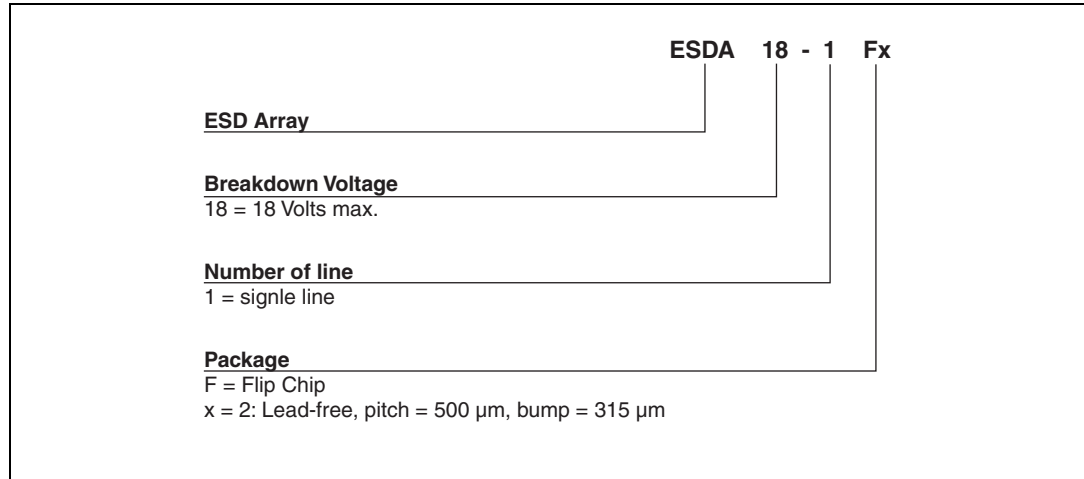 ESDA 18 - 1 Fx
ESD Array
Breakdown Voltage
18 = 18 Volts max.
Number of line
1 = signle line
Package
F = Flip Chip
x = 2: Lead-free, pitch = 500 µm, bump = 315 µm